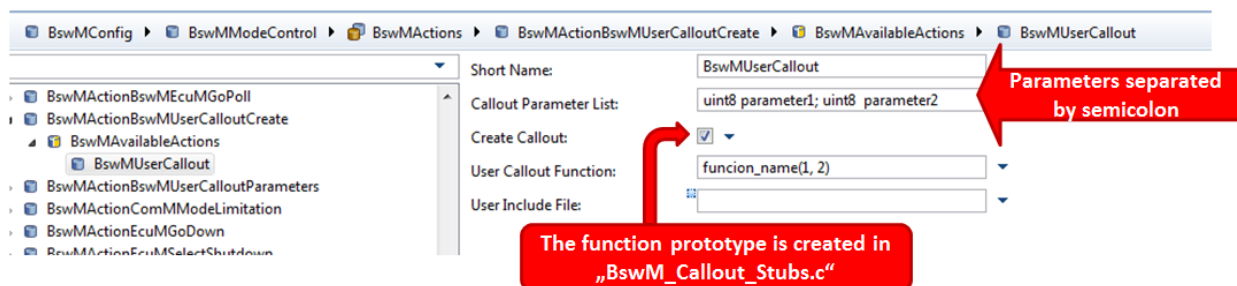 BswMConfig BswMModeControl BswMActions BswMActionBswMUserCalloutCreate BswMAvailableActions BswMUserCallout
Short Name: BswMUserCallout
Callout Parameter List: uint8 parameter1; uint8 parameter2
Create Callout:
User Callout Function: funcion_name(1, 2)
User Include File:
BswMActionBswMEcuMGoPoll
BswMActionBswMUserCalloutCreate
BswMAvailableActions
BswMUserCallout
BswMActionBswMUserCalloutParameters
BswMActionComMModeLimitation
BswMActionEcuMGoDown
BswMActionEcuMSelectShutdown
Parameters separated
by semicolon
The function prototype is created in
„BswM_Callout_Stubs.c“